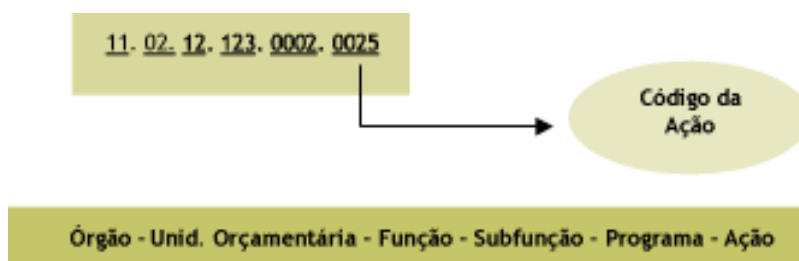 11. 02. 12. 123. 0002. 0025
Código da
Ação
Órgão - Unid. Orçamentária - Função - Subfunção - Programa - Ação